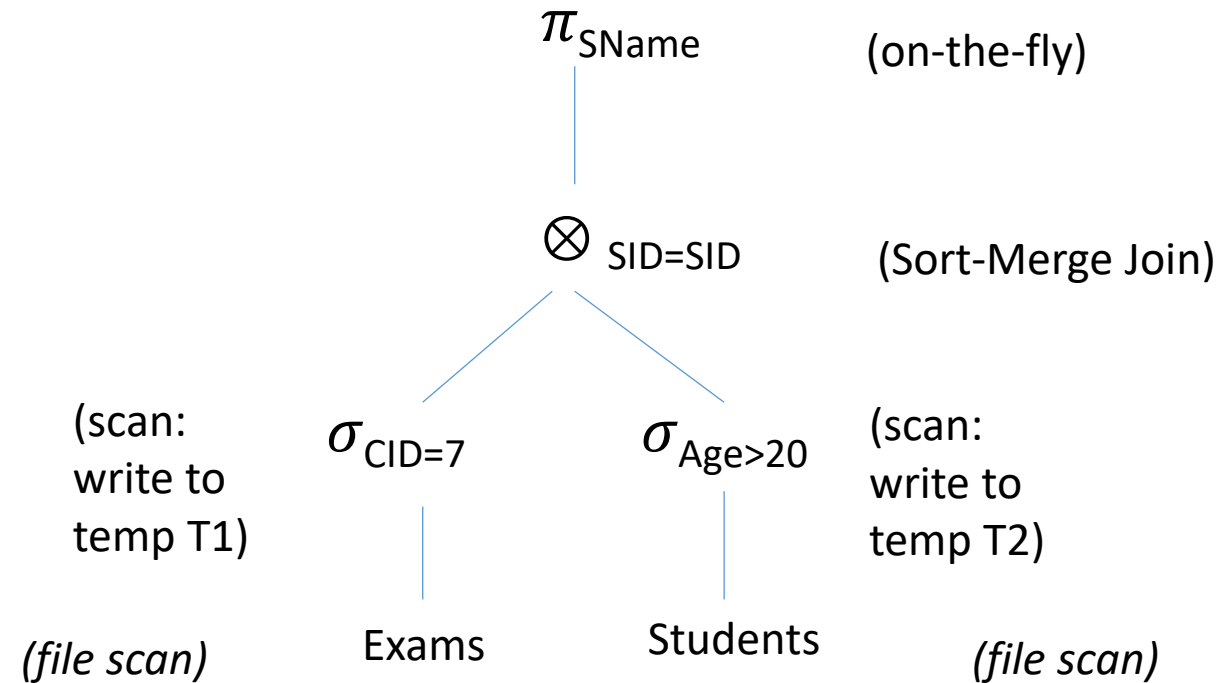 π SName (on-the-fly)
⊗ SID=SID (Sort-Merge Join)
(scan:
write to
temp T1)
σ CID=7
σ Age>20
(scan:
write to
temp T2)
(file scan)
Exams
Students
(file scan)